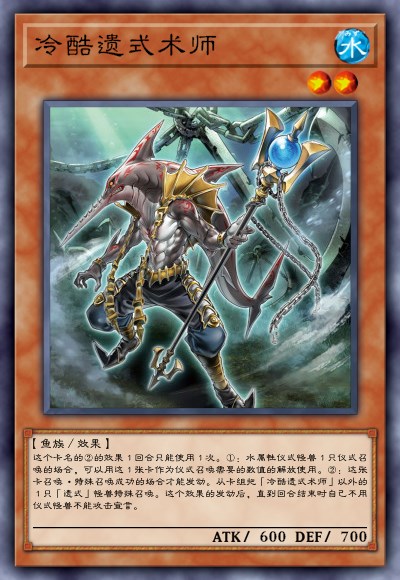 冷酷遗式术师
水
【鱼族／效果】
这个卡名的②的效果1回合只能使用1次。①：水属性仪式怪兽1只仪式召
唤的场合，可以用这1张卡作为仪式召唤需要的数值的解放使用。②：这张
卡召唤·特殊召唤成功的场合才能发动。从卡组把「冷酷遗式术师」以外的
1只「遗式」怪兽特殊召唤。这个效果的发动后，直到回合结束时自己不用
仪式怪兽不能攻击宣言。
ATK/ 600 DEF/ 700